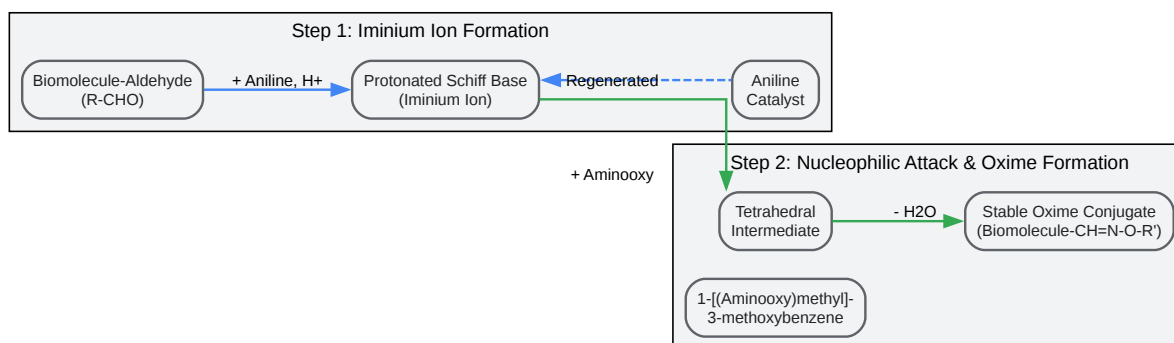 Step 1: Iminium Ion Formation
Biomolecule-Aldehyde
(R-CHO)
+ Aniline, H+
Protonated Schiff Base
(Iminium Ion)
Regenerated
Aniline
Catalyst
+ Aminooxy
Step 2: Nucleophilic Attack & Oxime Formation
Tetrahedral
Intermediate
- H2O
Stable Oxime Conjugate
(Biomolecule-CH=N-O-R')
1-[(Aminooxy)methyl]-
3-methoxybenzene